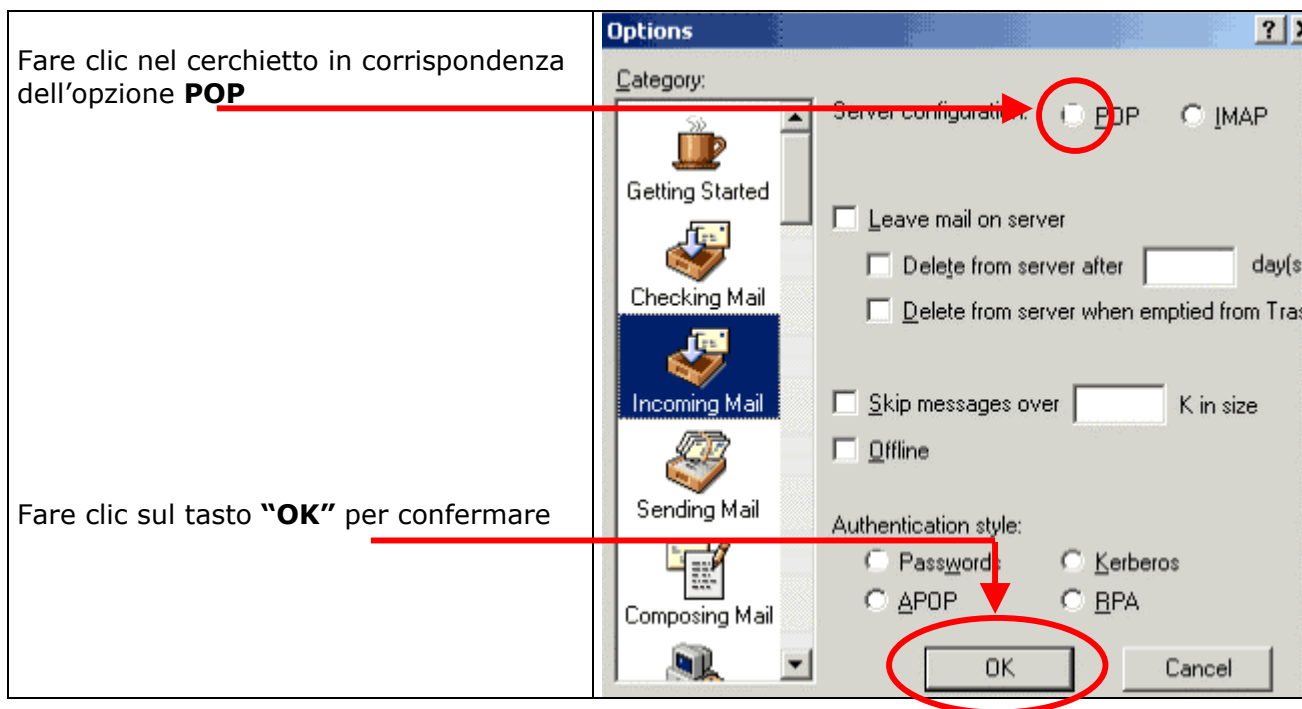 Fare clic nel cerchietto in corrispondenza
dell’opzione POP
Fare clic sul tasto “OK” per confermare
Options
Category:
Getting Started
Checking Mail
Incoming Mail
Sending Mail
Composing Mail
Server configuration: POP IMAP
Leave mail on server
Delete from server after day(s
Delete from server when emptied from Tras
Skip messages over K in size
Offline
Authentication style:
Passwords Kerberos
APOP RPA
OK Cancel